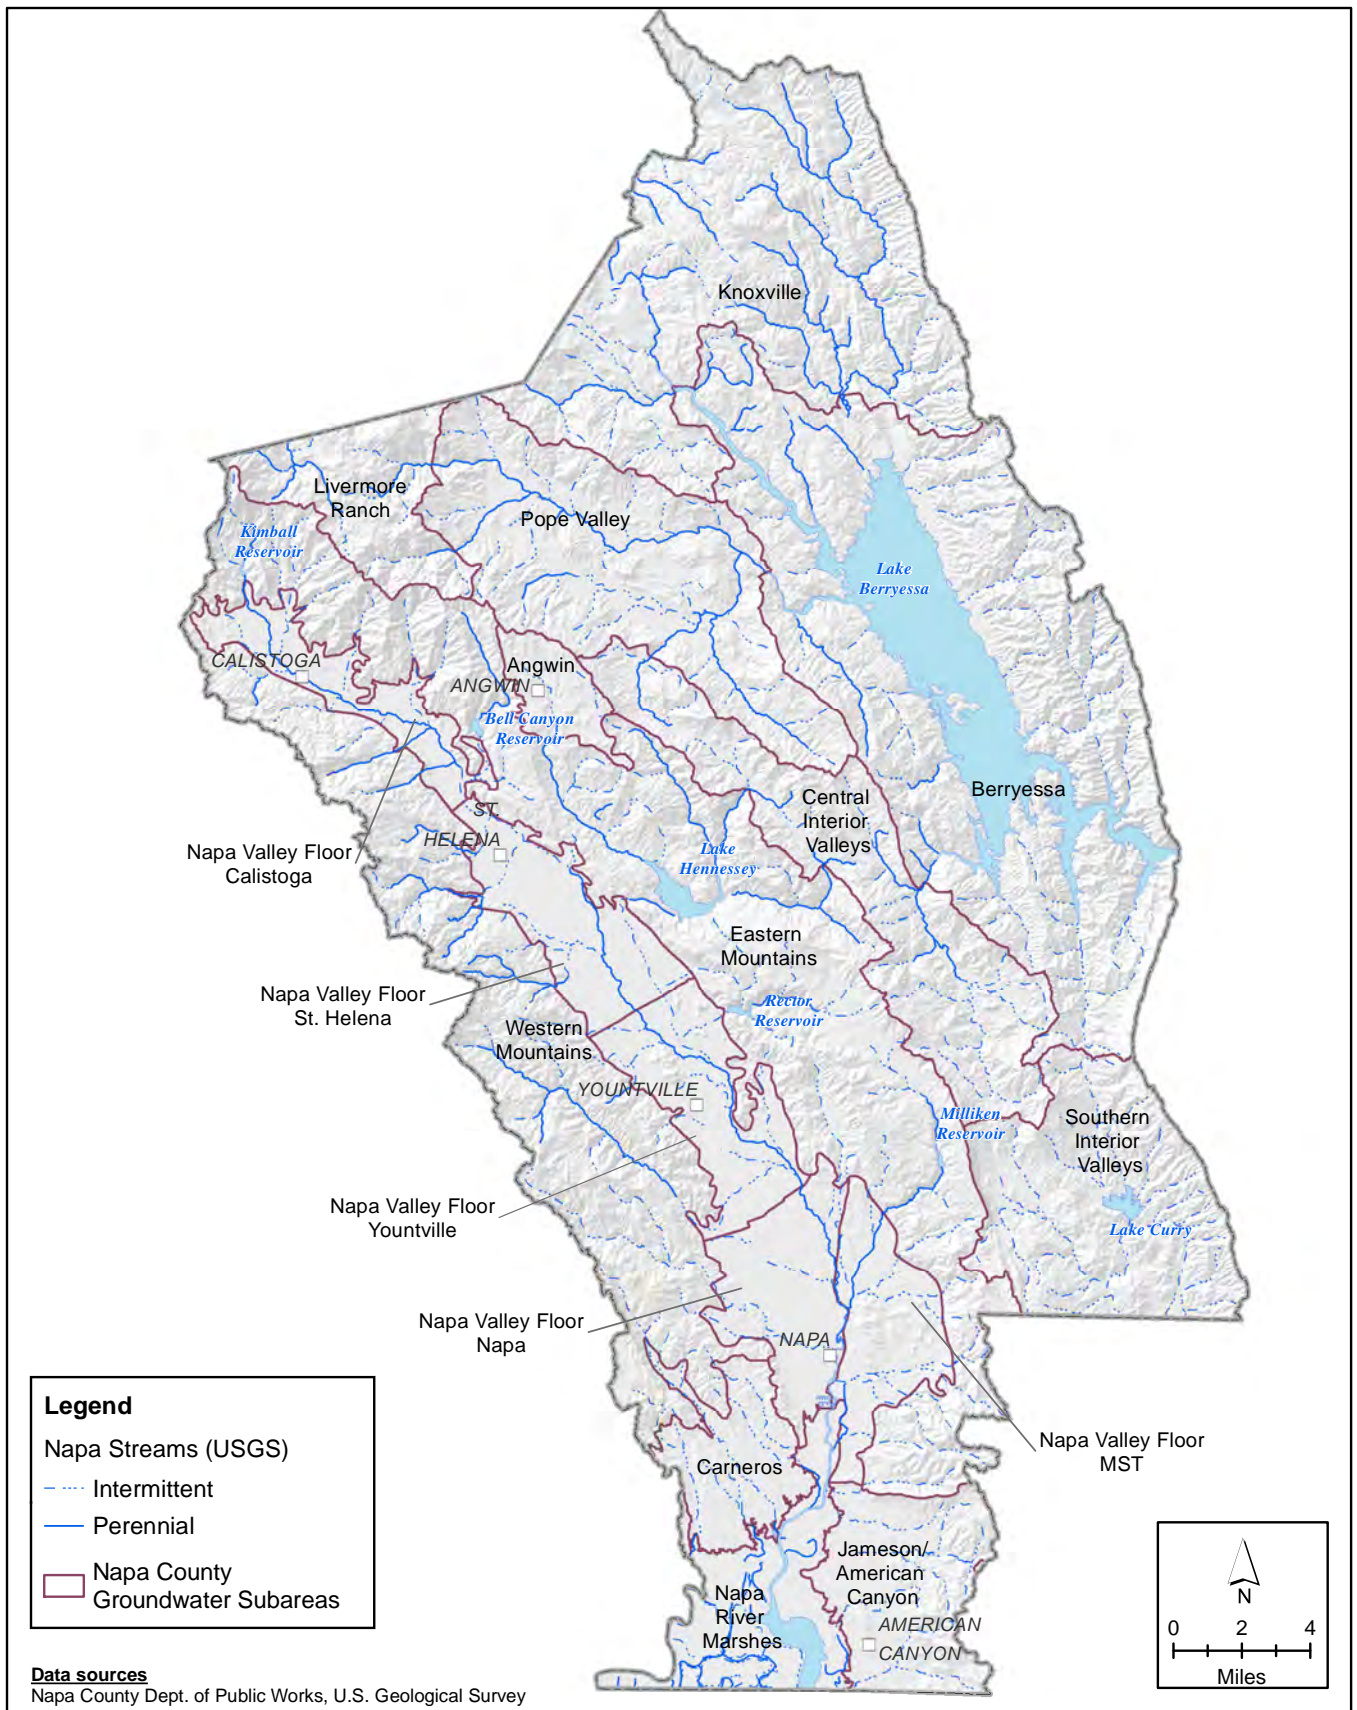 Knoxville
Livermore
Ranch
Pope Valley
Kimball
Reservoir
Lake
Berryessa
CALISTOGA
Angwin
ANGWIN
Bell Canyon
Reservoir
Berryessa
Central
Interior
Valleys
ST.
HELENA
Napa Valley Floor
Calistoga
Lake
Hennessey
Eastern
Mountains
Napa Valley Floor
St. Helena
Rector
Reservoir
Western
Mountains
YOUNTVILLE
Milliken
Reservoir
Southern
Interior
Valleys
Napa Valley Floor
Yountville
Lake Curry
Napa Valley Floor
Napa
NAPA
Napa Valley Floor
MST
Carneros
Jameson/
American
Canyon
Napa
River
Marshes
AMERICAN
CANYON
Legend
Napa Streams (USGS)
Intermittent
Perennial
Napa County
Groundwater Subareas
N
0 2 4
Miles
Data sources
Napa County Dept. of Public Works, U.S. Geological Survey